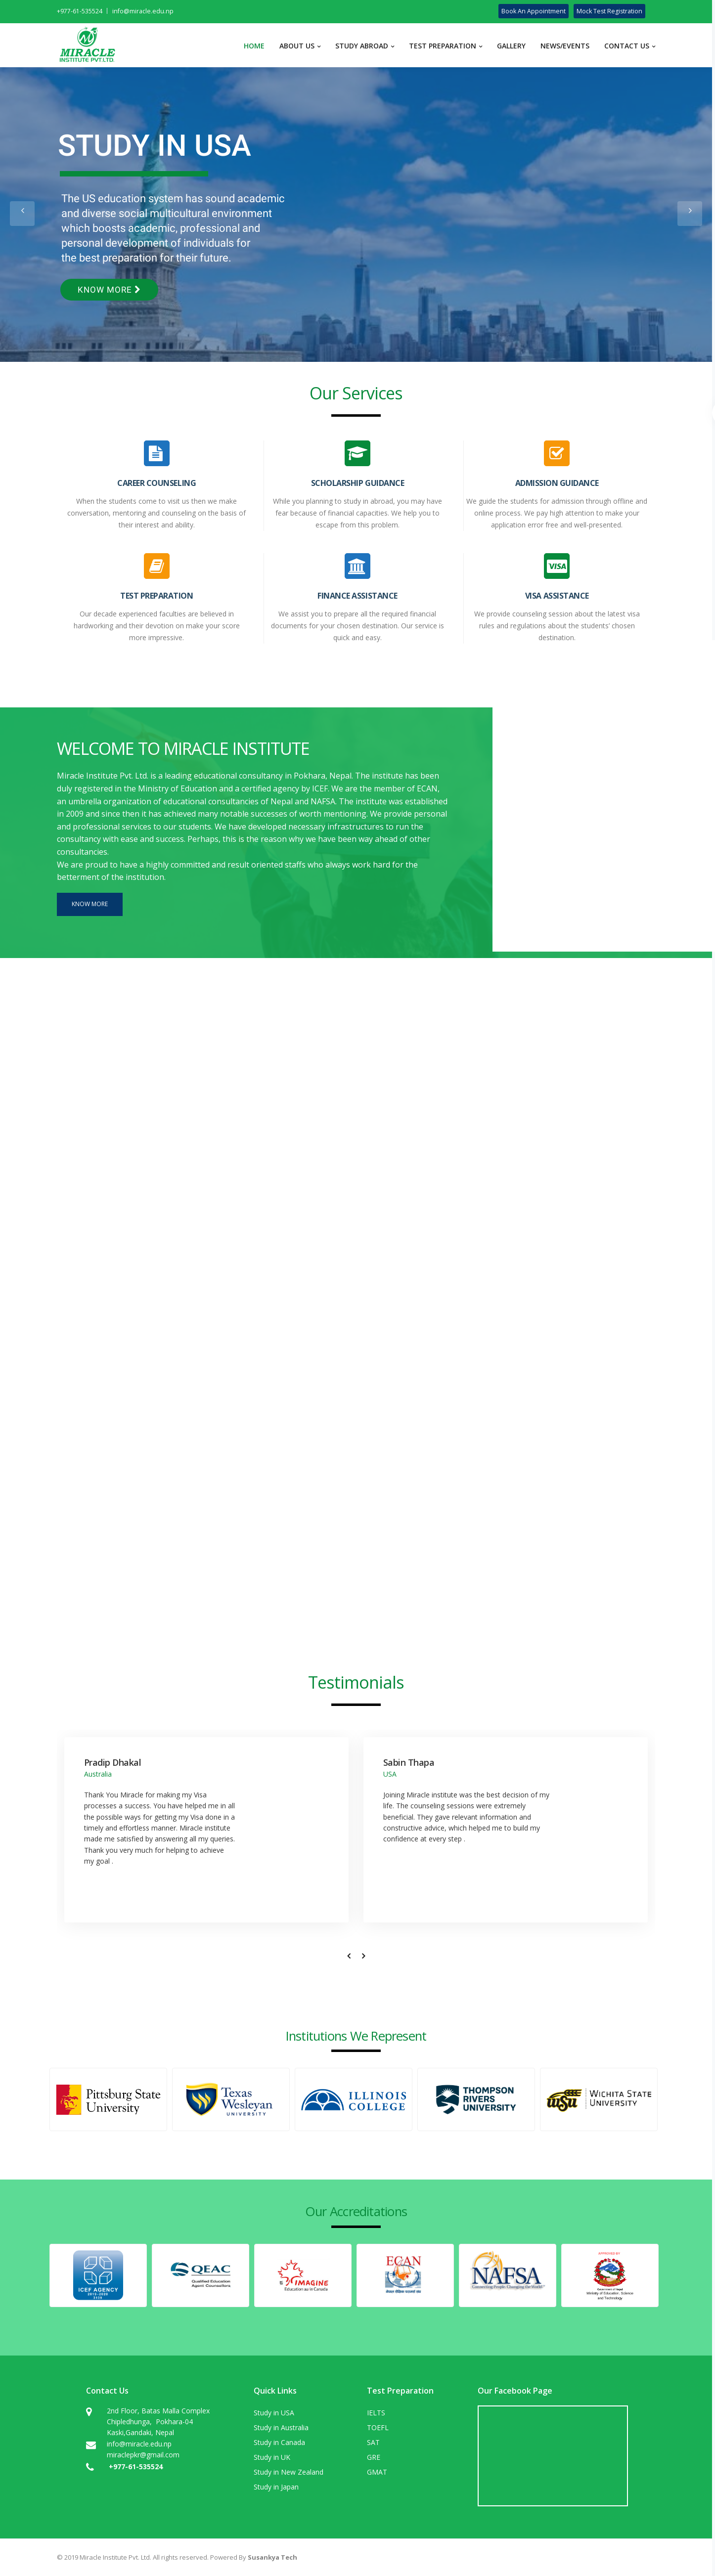 +977-61-535524 | info@miracle.edu.np
Book An Appointment
Mock Test Registration
MIRACLE
INSTITUTE PVT.LTD.
HOME
ABOUT US
STUDY ABROAD
TEST PREPARATION
GALLERY
NEWS/EVENTS
CONTACT US
STUDY IN USA
The US education system has sound academic
and diverse social multicultural environment
which boosts academic, professional and
personal development of individuals for
the best preparation for their future.
KNOW MORE
Our Services
CAREER COUNSELING
When the students come to visit us then we make
conversation, mentoring and counseling on the basis of
their interest and ability.
SCHOLARSHIP GUIDANCE
While you planning to study in abroad, you may have
fear because of financial capacities. We help you to
escape from this problem.
ADMISSION GUIDANCE
We guide the students for admission through offline and
online process. We pay high attention to make your
application error free and well-presented.
TEST PREPARATION
Our decade experienced faculties are believed in
hardworking and their devotion on make your score
more impressive.
FINANCE ASSISTANCE
We assist you to prepare all the required financial
documents for your chosen destination. Our service is
quick and easy.
VISA
VISA ASSISTANCE
We provide counseling session about the latest visa
rules and regulations about the students' chosen
destination.
WELCOME TO MIRACLE INSTITUTE
Miracle Institute Pvt. Ltd. is a leading educational consultancy in Pokhara, Nepal. The institute has been
duly registered in the Ministry of Education and a certified agency by ICEF. We are the member of ECAN,
an umbrella organization of educational consultancies of Nepal and NAFSA. The institute was established
in 2009 and since then it has achieved many notable successes of worth mentioning. We provide personal
and professional services to our students. We have developed necessary infrastructures to run the
consultancy with ease and success. Perhaps, this is the reason why we have been way ahead of other
consultancies.
We are proud to have a highly committed and result oriented staffs who always work hard for the
betterment of the institution.
KNOW MORE
Testimonials
Pradip Dhakal
Australia
Thank You Miracle for making my Visa
processes a success. You have helped me in all
the possible ways for getting my Visa done in a
timely and effortless manner. Miracle institute
made me satisfied by answering all my queries.
Thank you very much for helping to achieve
my goal .
Sabin Thapa
USA
Joining Miracle institute was the best decision of my
life. The counseling sessions were extremely
beneficial. They gave relevant information and
constructive advice, which helped me to build my
confidence at every step .
Institutions We Represent
Pittsburg State
University
Texas
Wesleyan
UNIVERSITY
ILLINOIS
COLLEGE
THOMPSON
RIVERS
UNIVERSITY
WSU
WICHITA STATE
UNIVERSITY
Our Accreditations
ICEF AGENCY
QEAC
Qualified Education
Agent Counsellors
IMAGINE
Education au/in Canada
ECAN
NAFSA
Connecting People. Changing the World
Ministry of Education, Science
and Technology
Contact Us
2nd Floor, Batas Malla Complex
Chipledhunga, Pokhara-04
Kaski,Gandaki, Nepal
info@miracle.edu.np
miraclepkr@gmail.com
+977-61-535524
Quick Links
Study in USA
Study in Australia
Study in Canada
Study in UK
Study in New Zealand
Study in Japan
Test Preparation
IELTS
TOEFL
SAT
GRE
GMAT
Our Facebook Page
© 2019 Miracle Institute Pvt. Ltd. All rights reserved. Powered By Susankya Tech